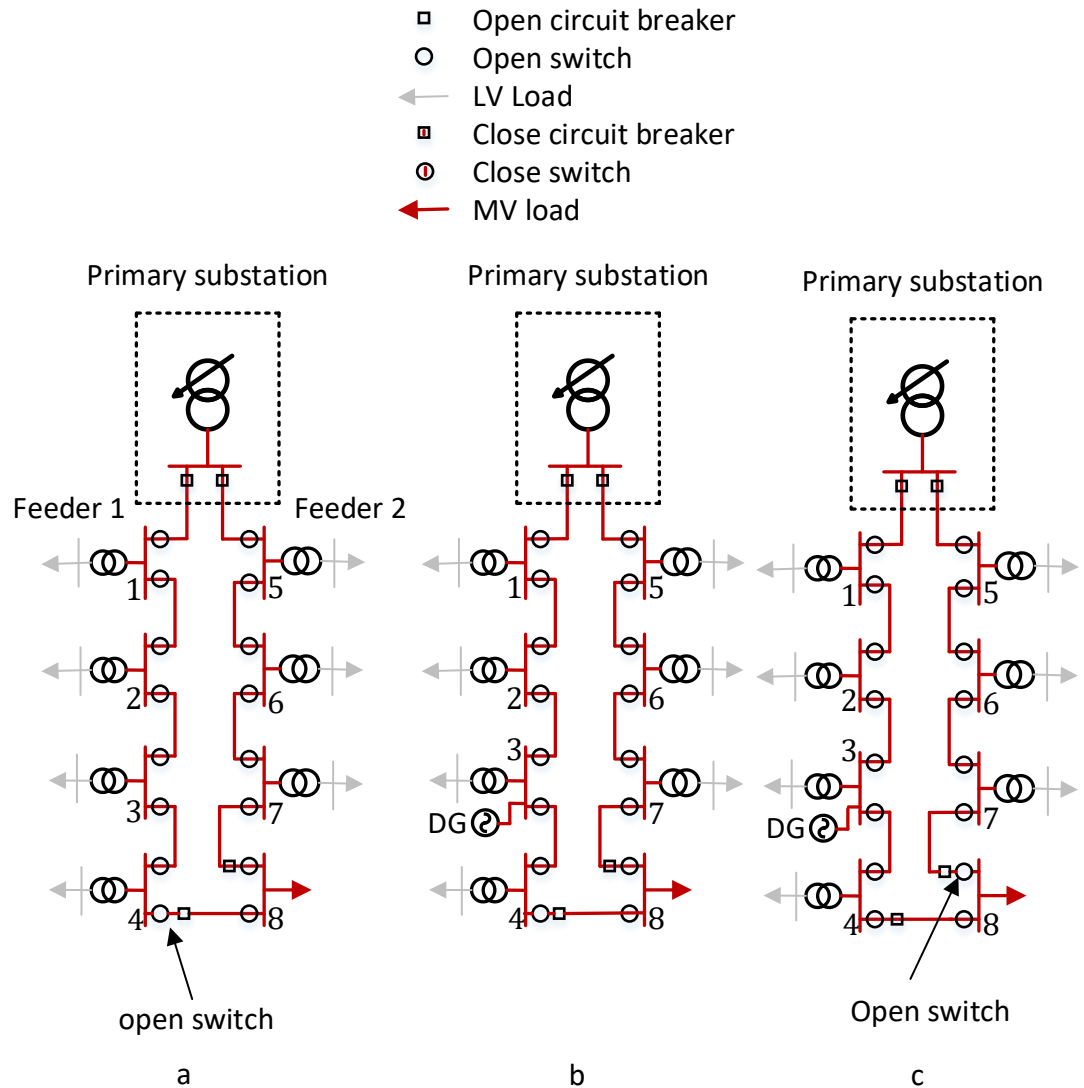 Open circuit breaker
Open switch
LV Load
Close circuit breaker
Close switch
MV load
Primary substation
Primary substation
Primary substation
Feeder 1
Feeder 2
1
5
2
6
3
7
4
8
open switch
a
1
5
2
6
3
7
DG
4
8
b
1
5
2
6
3
7
DG
4
8
Open switch
c